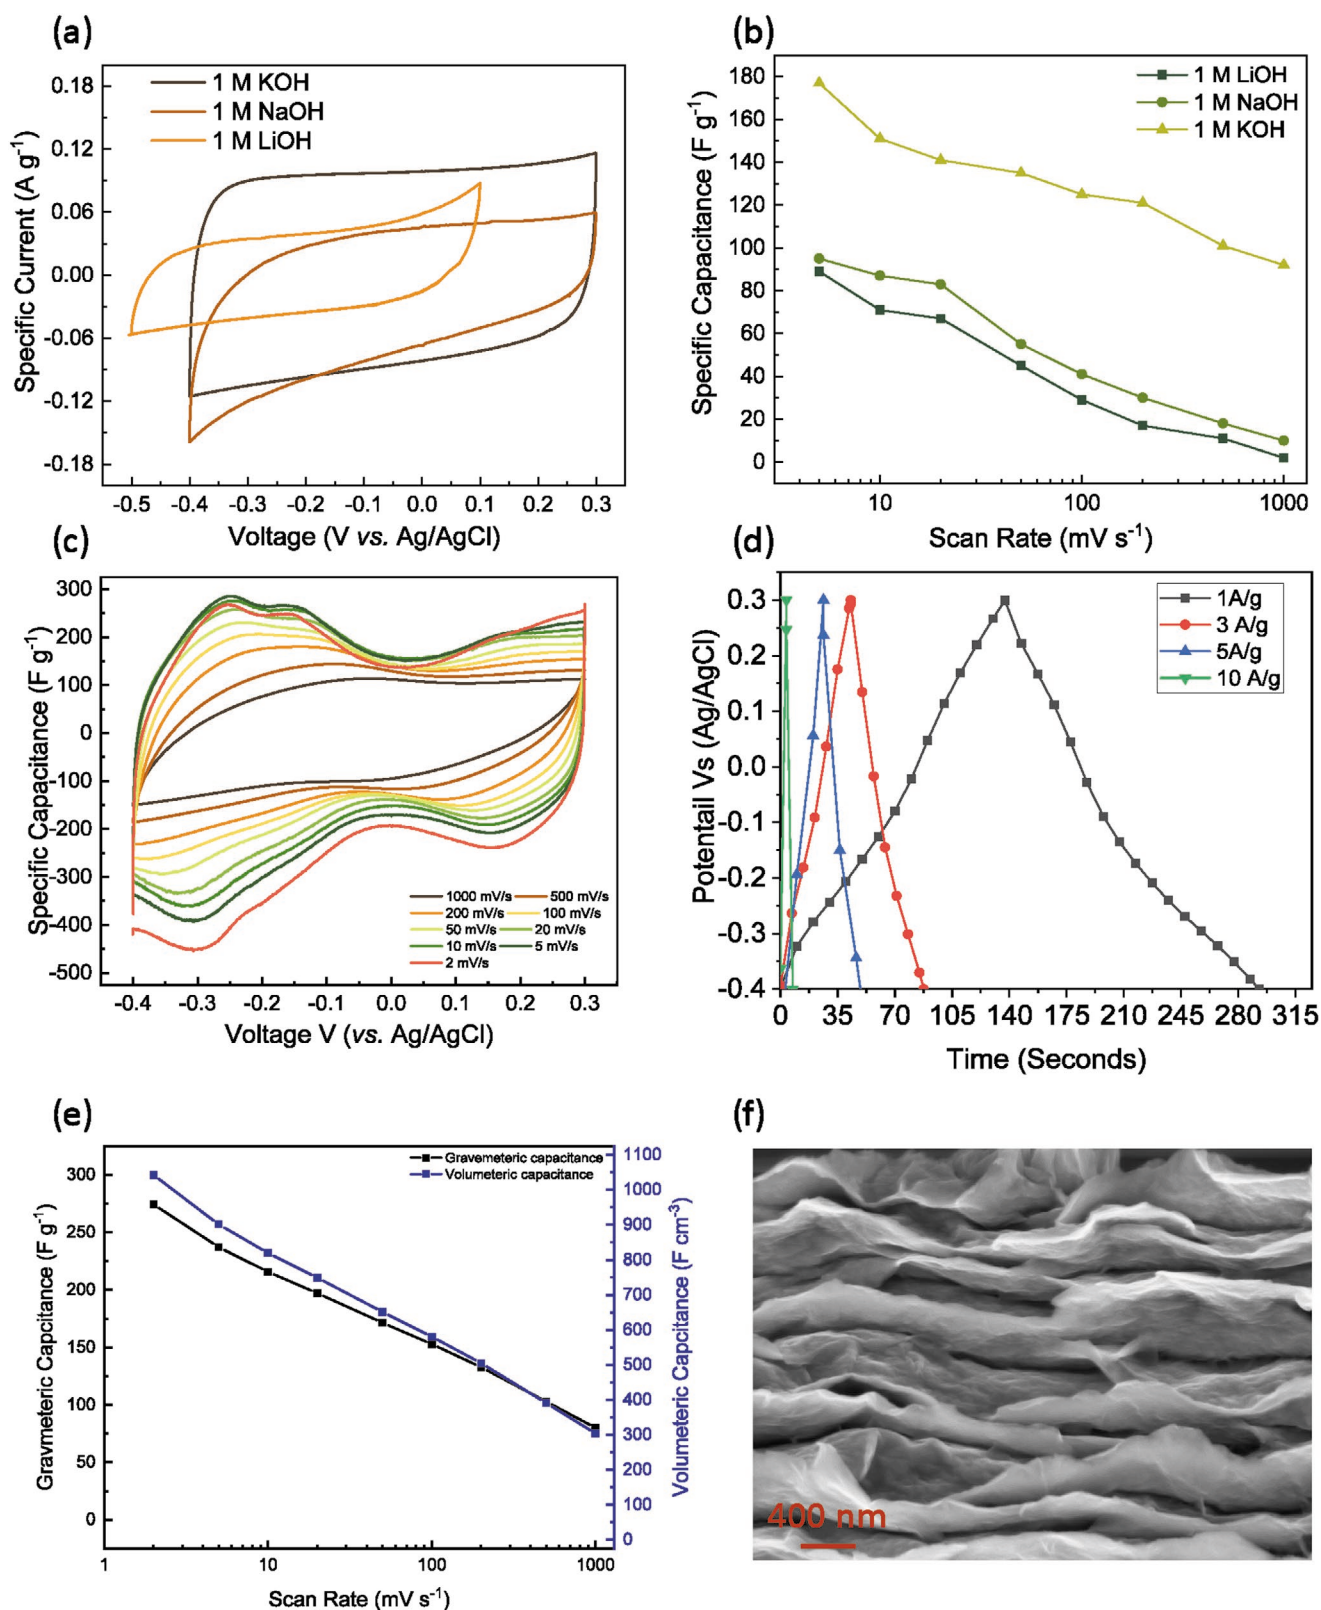 (a)
0.18
0.12
0.06
0.00
-0.06
-0.12
-0.18
Specific Current (A g⁻¹)
1 M KOH
1 M NaOH
1 M LiOH
-0.5 -0.4 -0.3 -0.2 -0.1 0.0 0.1 0.2 0.3
Voltage (V vs. Ag/AgCl)
(b)
180
160
140
120
100
80
60
40
20
0
Specific Capacitance (F g⁻¹)
1 M LiOH
1 M NaOH
1 M KOH
10 100 1000
Scan Rate (mV s⁻¹)
(c)
300
200
100
0
-100
-200
-300
-400
-500
Specific Capacitance (F g⁻¹)
1000 mV/s 500 mV/s
200 mV/s 100 mV/s
50 mV/s 20 mV/s
10 mV/s 5 mV/s
2 mV/s
-0.4 -0.3 -0.2 -0.1 0.0 0.1 0.2 0.3
Voltage V (vs. Ag/AgCl)
(d)
0.3
0.2
0.1
0.0
-0.1
-0.2
-0.3
-0.4
Potentail Vs (Ag/AgCl)
1A/g
3 A/g
5A/g
10 A/g
0 35 70 105 140 175 210 245 280 315
Time (Seconds)
(e)
300
250
200
150
100
50
0
Gravmeteric Capcitance (F g⁻¹)
Gravemeteric capacitance
Volumeteric capacitance
1100
1000
900
800
700
600
500
400
300
200
100
0
Volumeteric Capcitance (F cm⁻³)
1 10 100 1000
Scan Rate (mV s⁻¹)
(f)
400 nm